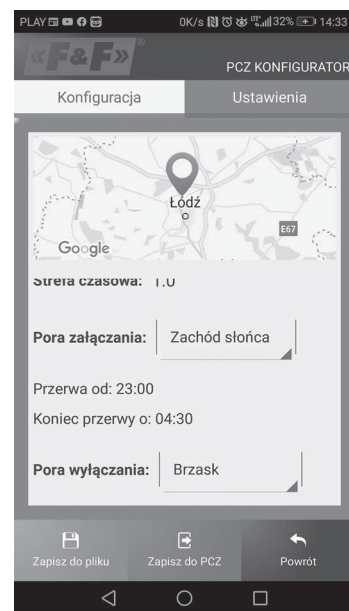 PLAY 0K/s LTE 32% 14:33
«F&F»®
PCZ KONFIGURATOR
Konfiguracja Ustawienia
Łódź
E67
Google
Strefa czasowa: 1.0
Pora załączania: Zachód słońca
Przerwa od: 23:00
Koniec przerwy o: 04:30
Pora wyłączania: Brzask
Zapisz do pliku Zapisz do PCZ Powrót